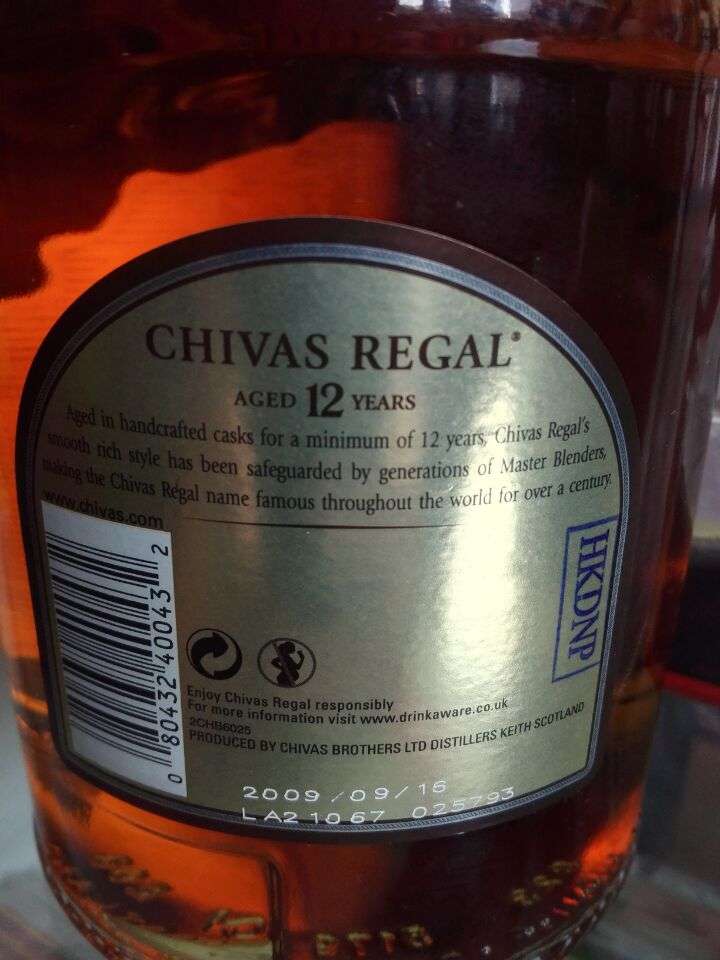 CHIVAS REGAL®
AGED 12 YEARS
Aged in handcrafted casks for a minimum of 12 years, Chivas Regal's
smooth rich style has been safeguarded by generations of Master Blenders,
making the Chivas Regal name famous throughout the world for over a century.
www.chivas.com
HKDNP
0 80432 40043 2
Enjoy Chivas Regal responsibly
For more information visit www.drinkaware.co.uk
2CHB6025
PRODUCED BY CHIVAS BROTHERS LTD DISTILLERS KEITH SCOTLAND
2009/09/16
LA21067 025793